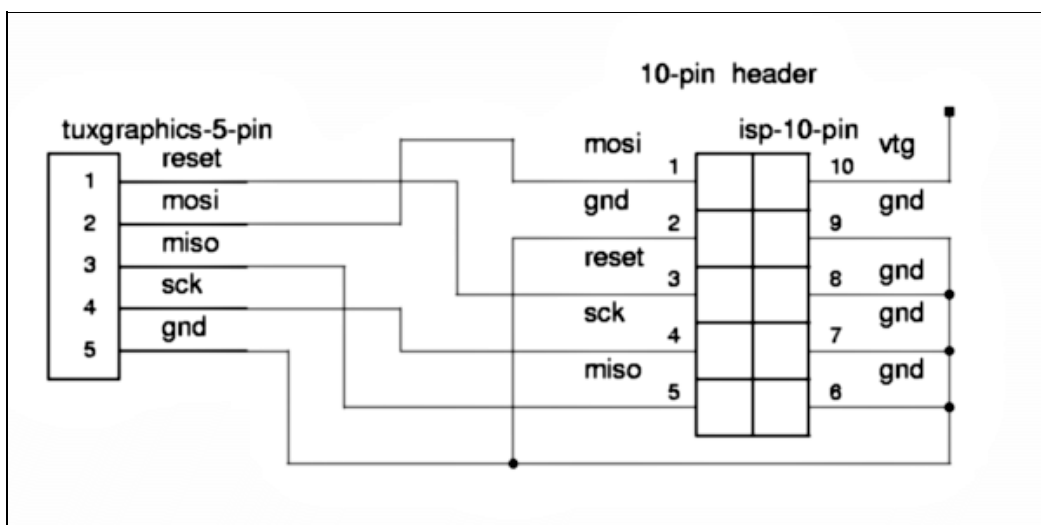 10-pin header
tuxgraphics-5-pin
isp-10-pin
reset
1
mosi
2
miso
3
sck
4
gnd
5
mosi
1
vtg
10
gnd
2
gnd
9
reset
3
gnd
8
sck
4
gnd
7
miso
5
gnd
6